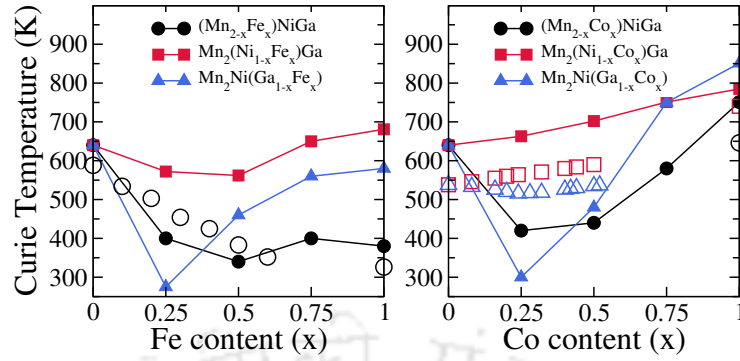 Curie Temperature (K)
(Mn₂₋ₓFeₓ)NiGa
Mn₂(Ni₁₋ₓFeₓ)Ga
Mn₂Ni(Ga₁₋ₓFeₓ)
900
800
700
600
500
400
300
0 0.25 0.5 0.75 1
Fe content (x)
(Mn₂₋ₓCoₓ)NiGa
Mn₂(Ni₁₋ₓCoₓ)Ga
Mn₂Ni(Ga₁₋ₓCoₓ)
900
800
700
600
500
400
300
0 0.25 0.5 0.75 1
Co content (x)